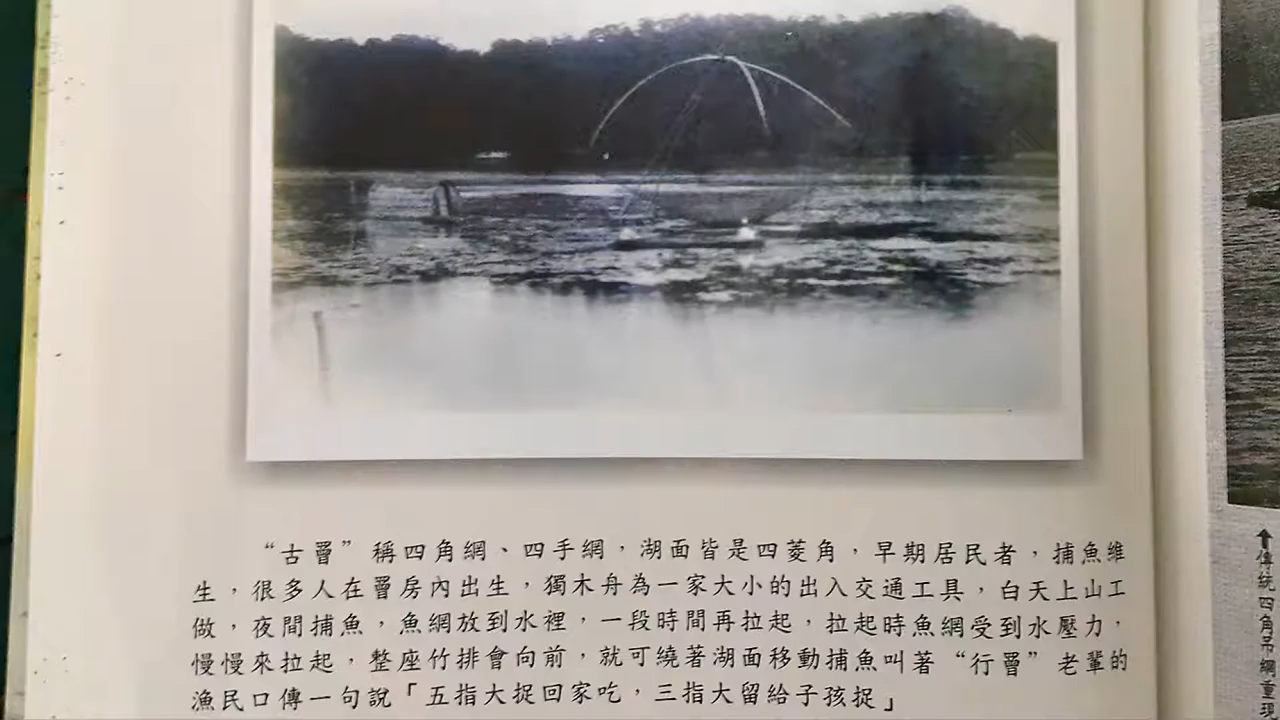 “古罾”稱四角網、四手網，湖面皆是四菱角，早期居民者，捕魚維
生，很多人在罾房內出生，獨木舟為一家大小的出入交通工具，白天上山工
做，夜間捕魚，魚網放到水裡，一段時間再拉起，拉起時魚網受到水壓力，
慢慢來拉起，整座竹排會向前，就可繞著湖面移動捕魚叫著“行罾”老輩的
漁民口傳一句說「五指大捉回家吃，三指大留給子孩捉」
↑傳統四角吊網重現